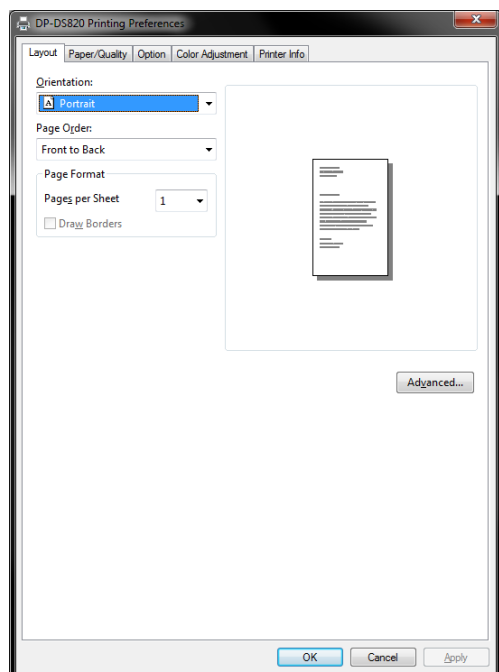 DP-DS820 Printing Preferences
Layout Paper/Quality Option Color Adjustment Printer Info
Orientation:
A Portrait
Page Order:
Front to Back
Page Format
Pages per Sheet 1
Draw Borders
Advanced...
OK Cancel Apply